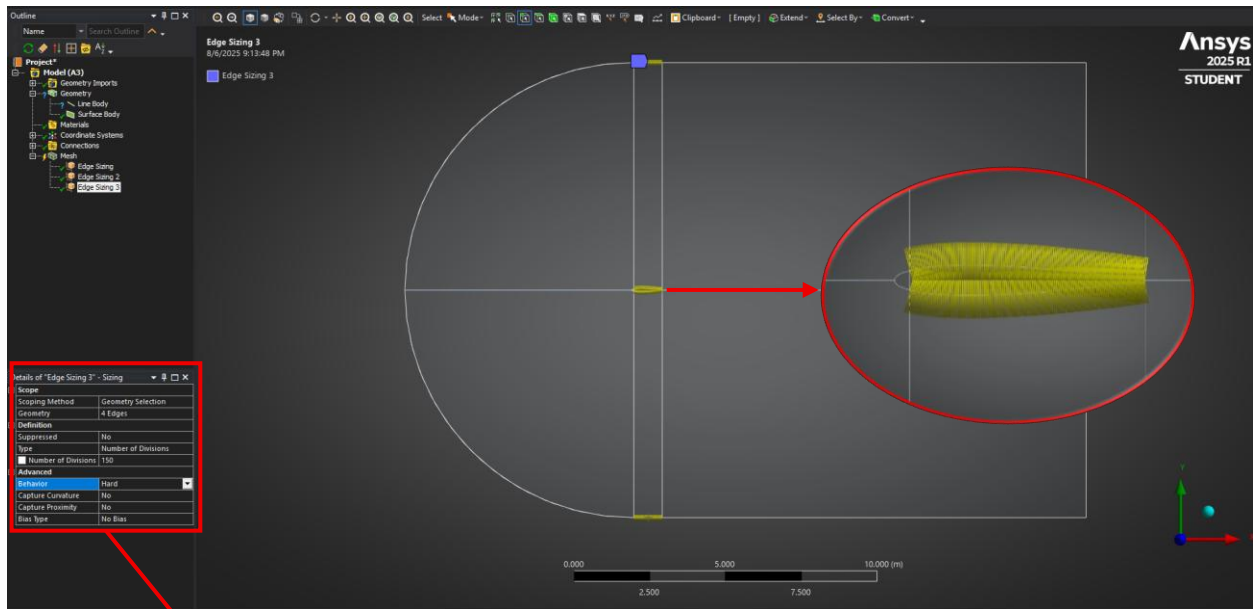 Outline
Name
Search Outline
Project*
Model (A3)
Geometry Imports
Geometry
Line Body
Surface Body
Materials
Coordinate Systems
Connections
Mesh
Edge Sizing
Edge Sizing 2
Edge Sizing 3
Select Mode Clipboard [ Empty ] Extend Select By Convert
Edge Sizing 3
8/6/2025 9:13:48 PM
Edge Sizing 3
Ansys
2025 R1
STUDENT
Details of "Edge Sizing 3" - Sizing
Scope
Scoping Method Geometry Selection
Geometry 4 Edges
Definition
Suppressed No
Type Number of Divisions
Number of Divisions 150
Advanced
Behavior Hard
Capture Curvature No
Capture Proximity No
Bias Type No Bias
0.000 5.000 10.000 (m)
2.500 7.500
Y